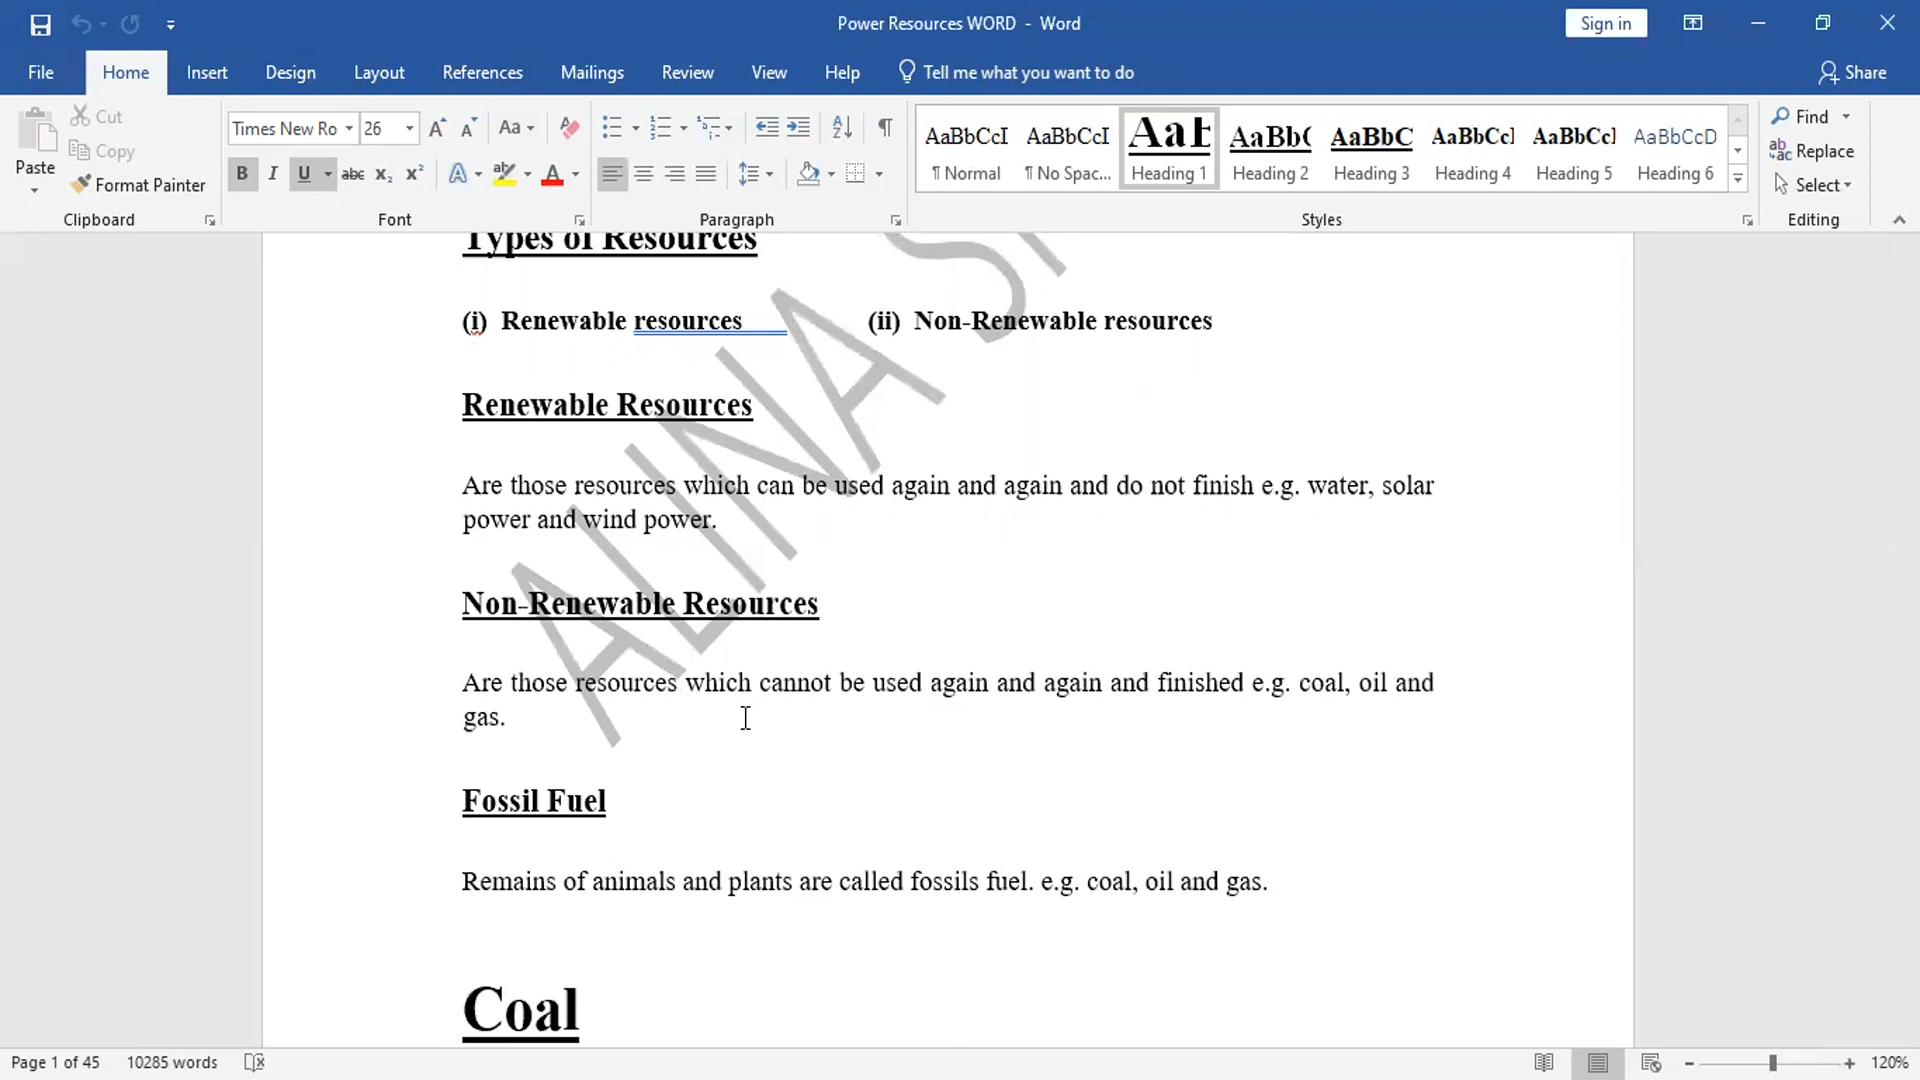 Power Resources WORD - Word
Sign in
File Home Insert Design Layout References Mailings Review View Help Tell me what you want to do Share
Paste
Cut
Copy
Format Painter
Clipboard
Times New Ro 26
Aa
B I U abc x₂ x² A ab A
Font
Paragraph
AaBbCcI AaBbCcI AaB AaBb( AaBbC AaBbCcI AaBbCcI AaBbCcD
¶ Normal ¶ No Spac... Heading 1 Heading 2 Heading 3 Heading 4 Heading 5 Heading 6
Styles
Find
Replace
Select
Editing
Types of Resources
(i) Renewable resources (ii) Non-Renewable resources
Renewable Resources
Are those resources which can be used again and again and do not finish e.g. water, solar
power and wind power.
Non-Renewable Resources
Are those resources which cannot be used again and again and finished e.g. coal, oil and
gas.
Fossil Fuel
Remains of animals and plants are called fossils fuel. e.g. coal, oil and gas.
Coal
ALINA
Page 1 of 45 10285 words
120%